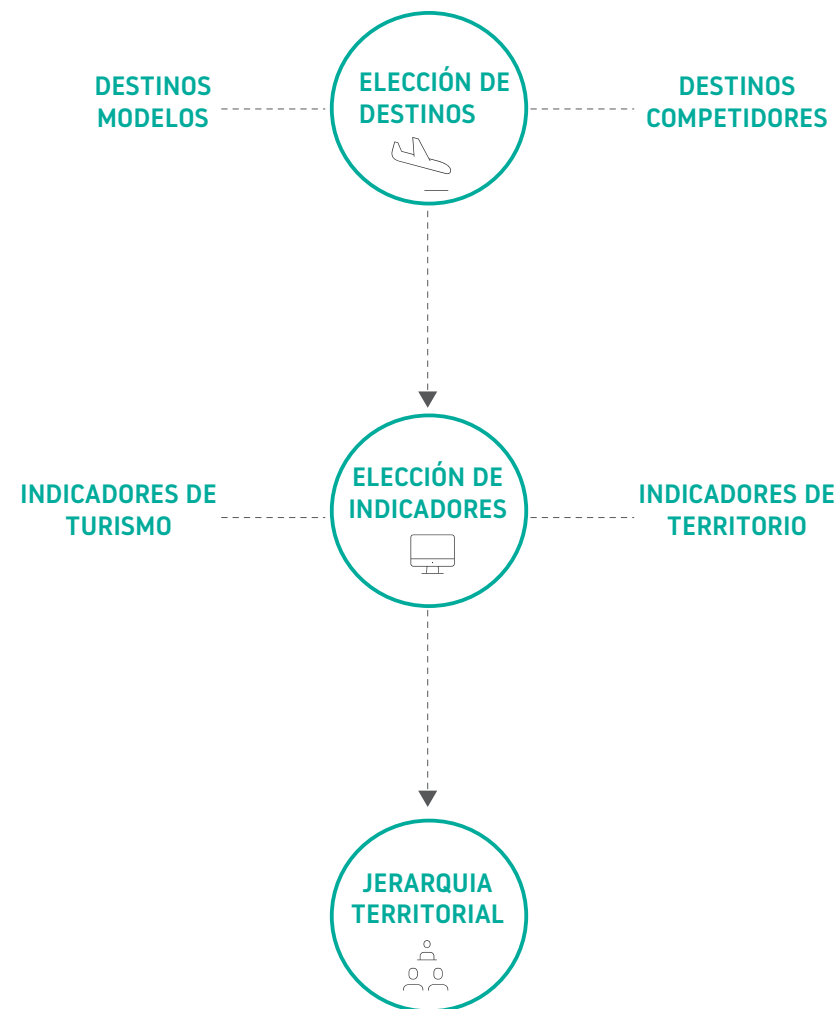 DESTINOS
MODELOS
ELECCIÓN DE
DESTINOS
DESTINOS
COMPETIDORES
INDICADORES DE
TURISMO
ELECCIÓN DE
INDICADORES
INDICADORES DE
TERRITORIO
JERARQUIA
TERRITORIAL